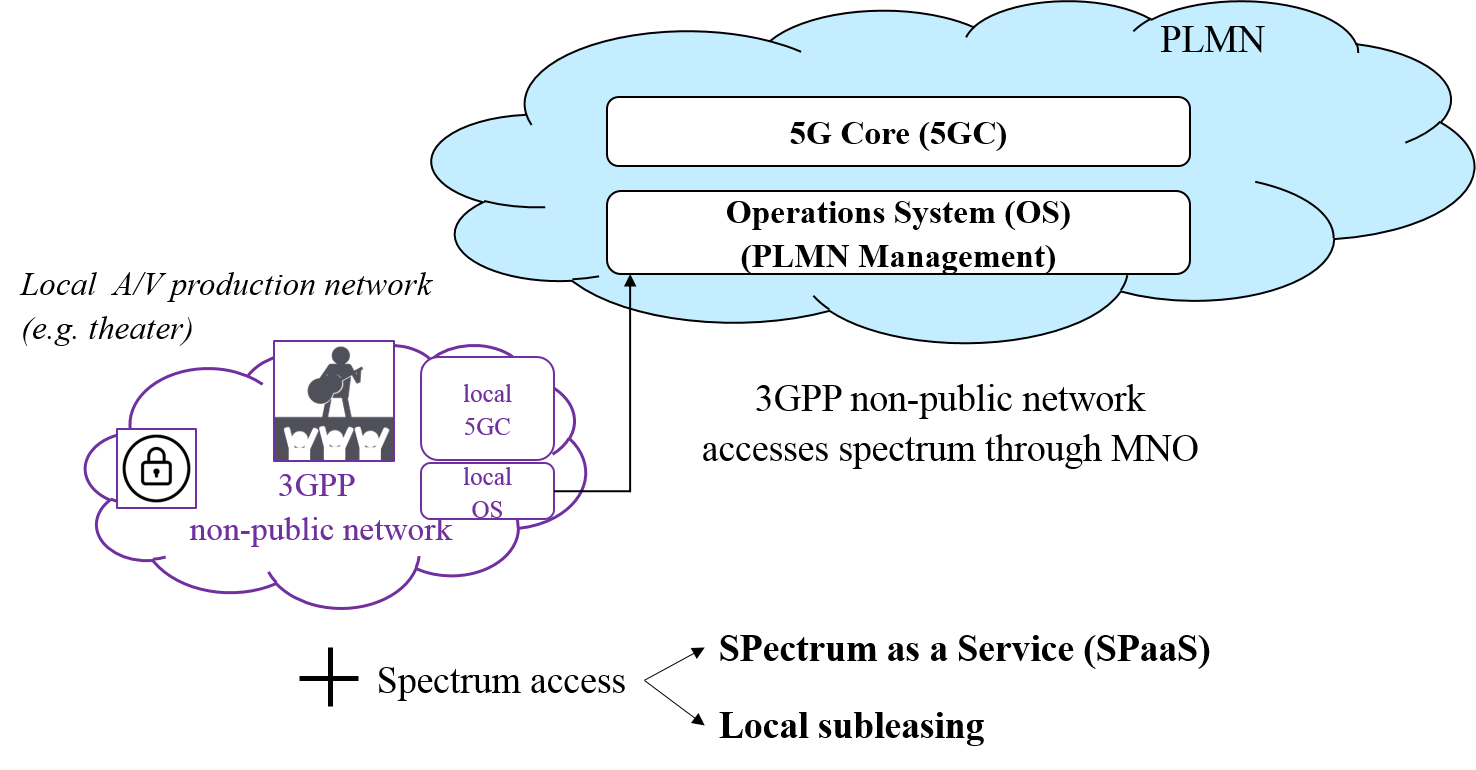 PLMN
5G Core (5GC)
Operations System (OS)
(PLMN Management)
Local A/V production network
(e.g. theater)
local
5GC
local
OS
3GPP
non-public network
3GPP non-public network
accesses spectrum through MNO
Spectrum access
SPectrum as a Service (SPaaS)
Local subleasing